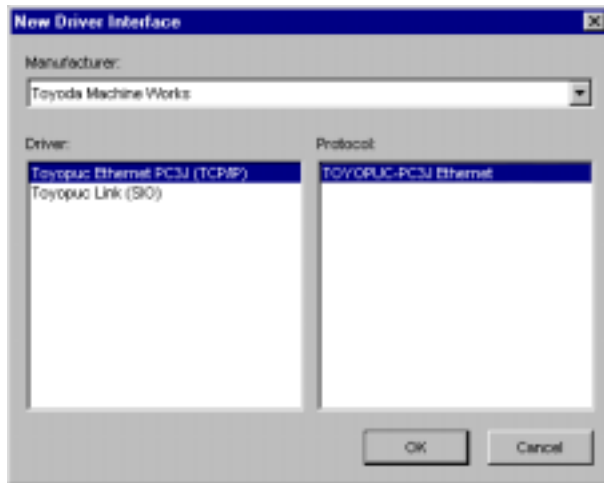 New Driver Interface
Manufacturer:
Toyoda Machine Works
Driver:
Protocol:
Toyopuc Ethernet PC3J (TCP/IP)
TOYOPUC-PC3J Ethernet
Toyopuc Link (SIO)
OK
Cancel